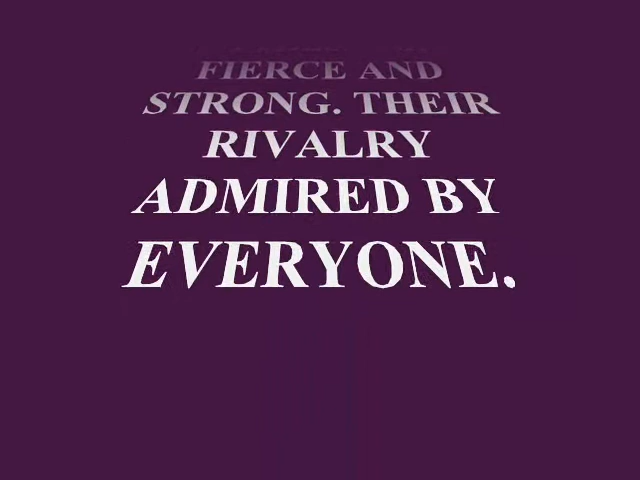 FIERCE AND
STRONG. THEIR
RIVALRY
ADMIRED BY
EVERYONE.